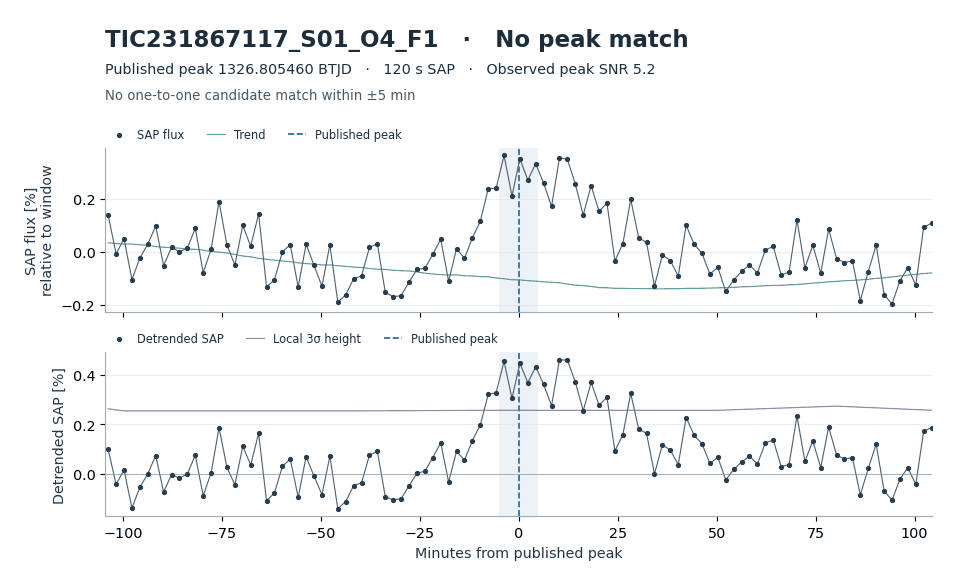 TIC231867117_S01_O4_F1 · No peak match
Published peak 1326.805460 BTJD · 120 s SAP · Observed peak SNR 5.2
No one-to-one candidate match within ±5 min
SAP flux Trend Published peak
SAP flux [%]
relative to window
0.2
0.0
−0.2
Detrended SAP Local 3σ height Published peak
Detrended SAP [%]
0.4
0.2
0.0
−100 −75 −50 −25 0 25 50 75 100
Minutes from published peak